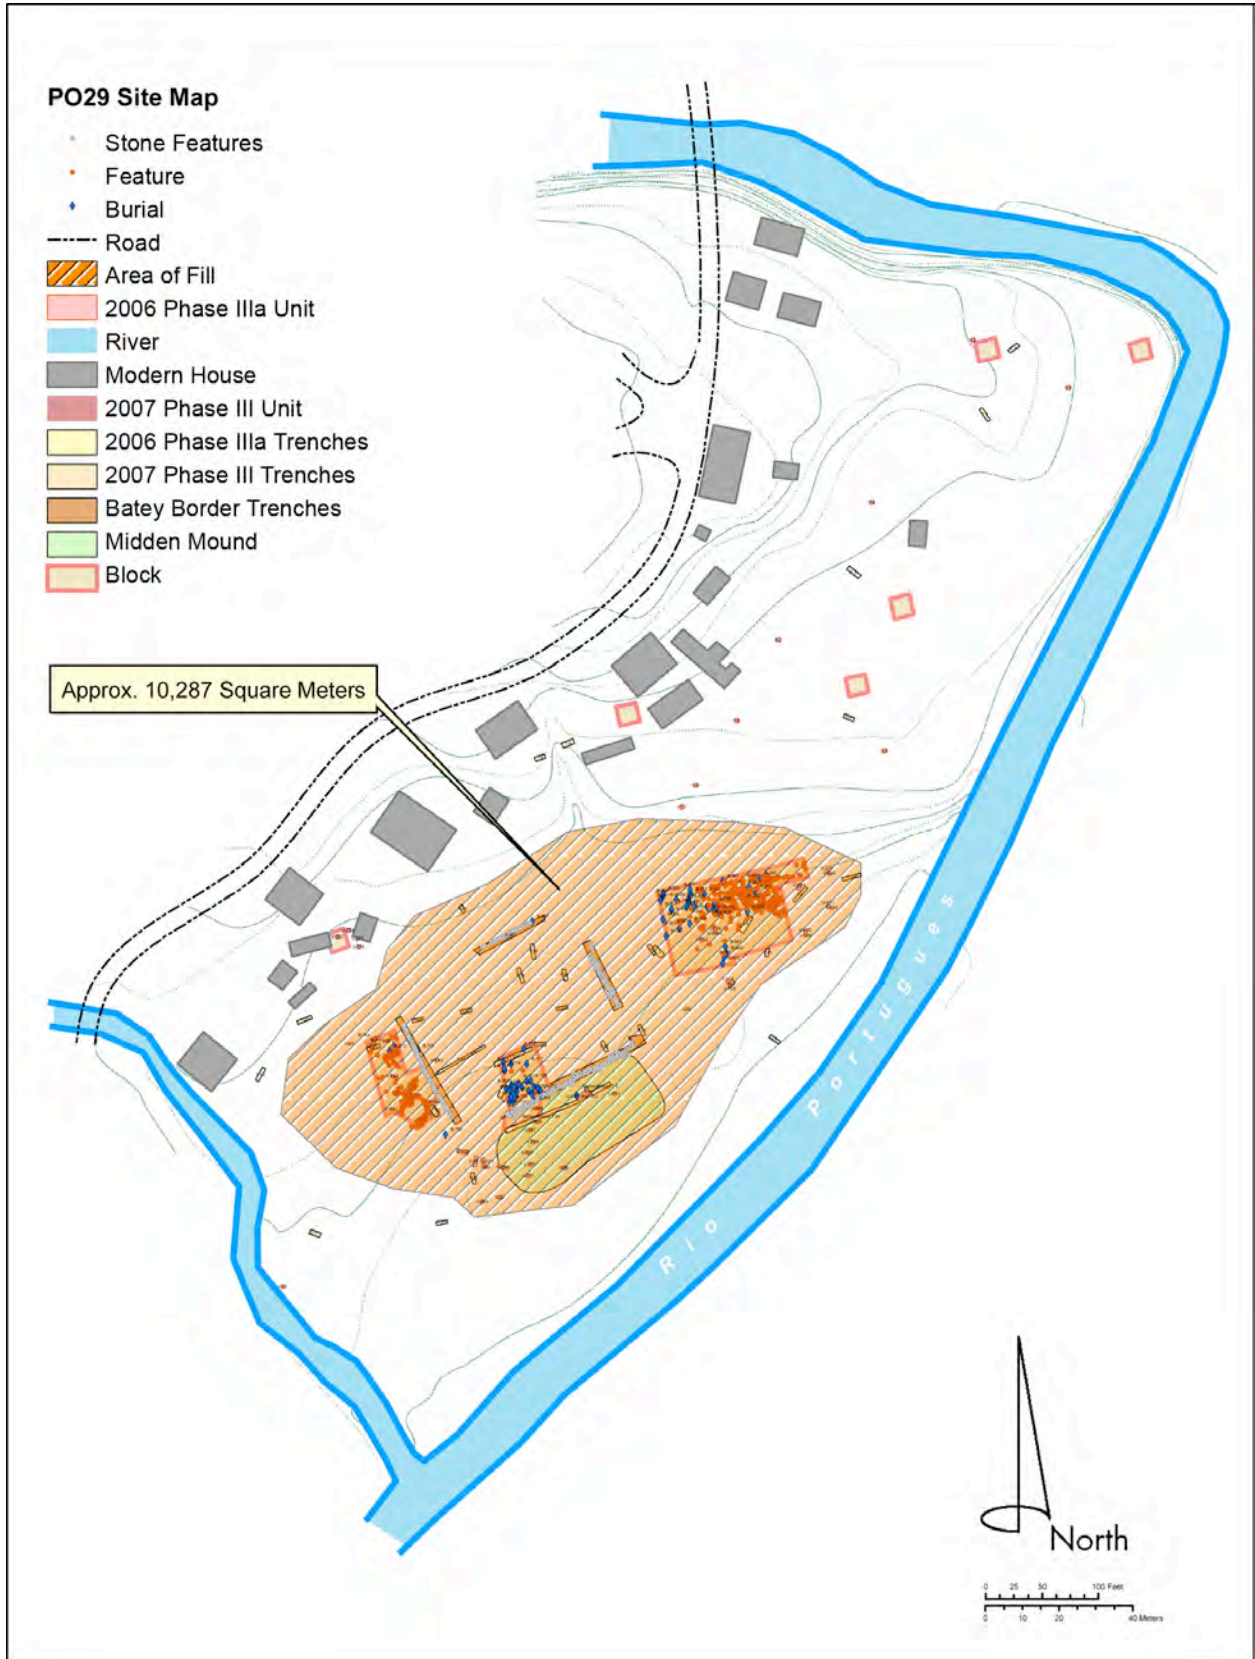 PO29 Site Map
Stone Features
Feature
Burial
Road
Area of Fill
2006 Phase IIIa Unit
River
Modern House
2007 Phase III Unit
2006 Phase IIIa Trenches
2007 Phase III Trenches
Batey Border Trenches
Midden Mound
Block
Approx. 10,287 Square Meters
Rio Portugues
North
0 25 50 100 Feet
0 10 20 40 Meters